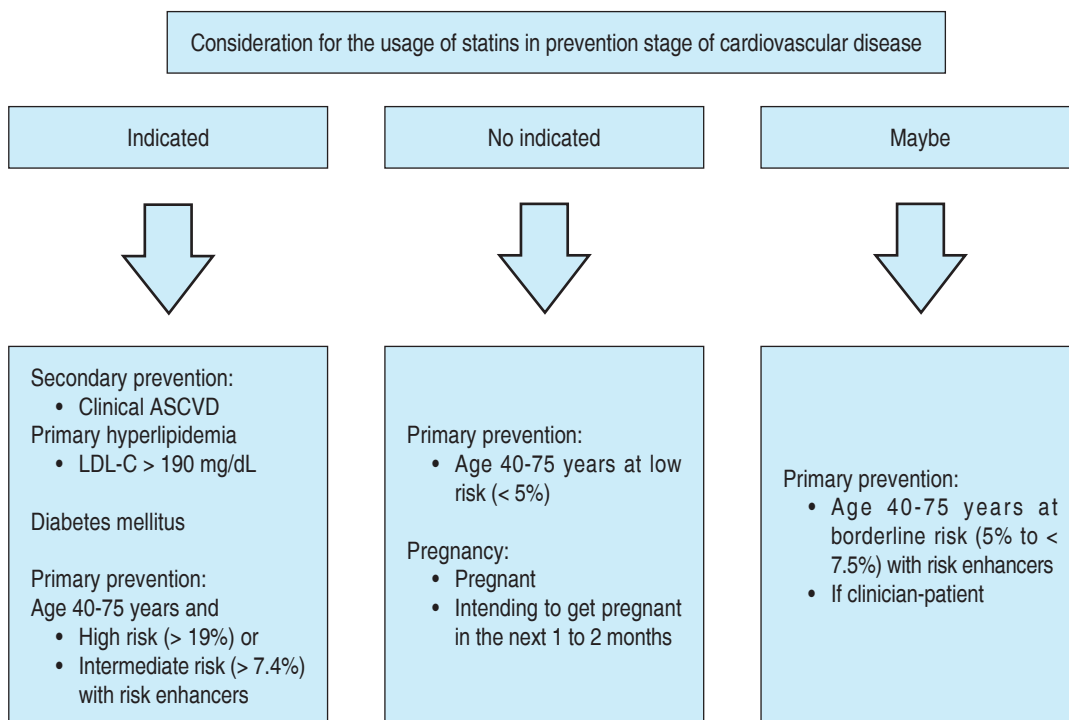 Consideration for the usage of statins in prevention stage of cardiovascular disease
Indicated
No indicated
Maybe
Secondary prevention:
• Clinical ASCVD
Primary hyperlipidemia
• LDL-C > 190 mg/dL
Diabetes mellitus
Primary prevention:
Age 40-75 years and
• High risk (> 19%) or
• Intermediate risk (> 7.4%)
with risk enhancers
Primary prevention:
• Age 40-75 years at low
risk (< 5%)
Pregnancy:
• Pregnant
• Intending to get pregnant
in the next 1 to 2 months
Primary prevention:
• Age 40-75 years at
borderline risk (5% to <
7.5%) with risk enhancers
• If clinician-patient